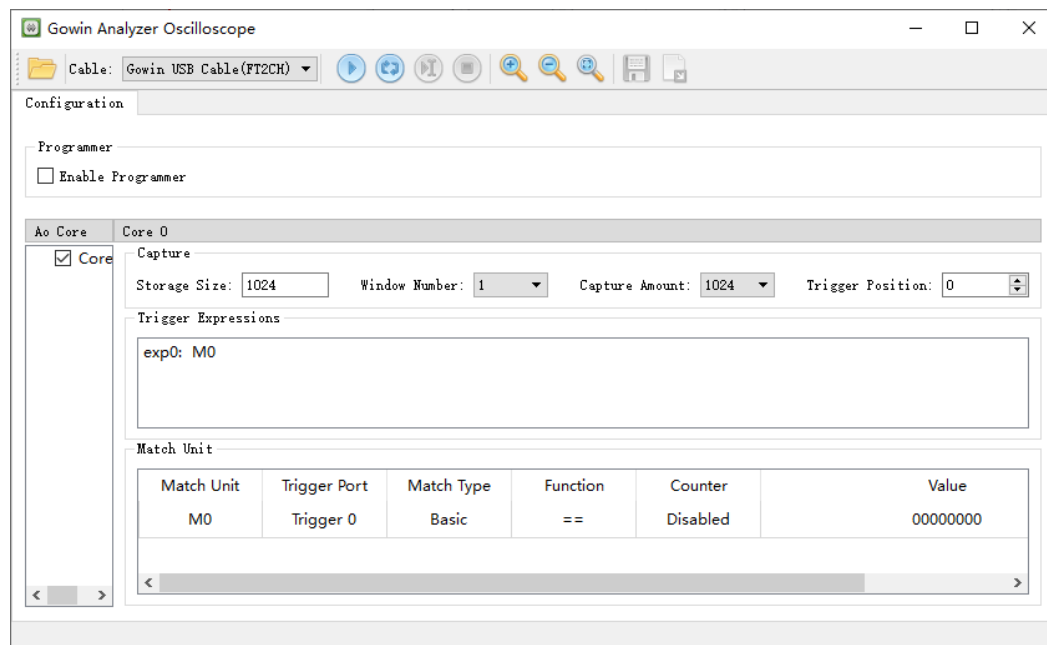 Gowin Analyzer Oscilloscope
Cable: Gowin USB Cable(FT2CH)
Configuration
Programmer
Enable Programmer
Ao Core Core 0
Core
Capture
Storage Size: 1024 Window Number: 1 Capture Amount: 1024 Trigger Position: 0
Trigger Expressions
exp0: M0
Match Unit
Match Unit Trigger Port Match Type Function Counter Value
M0 Trigger 0 Basic == Disabled 00000000